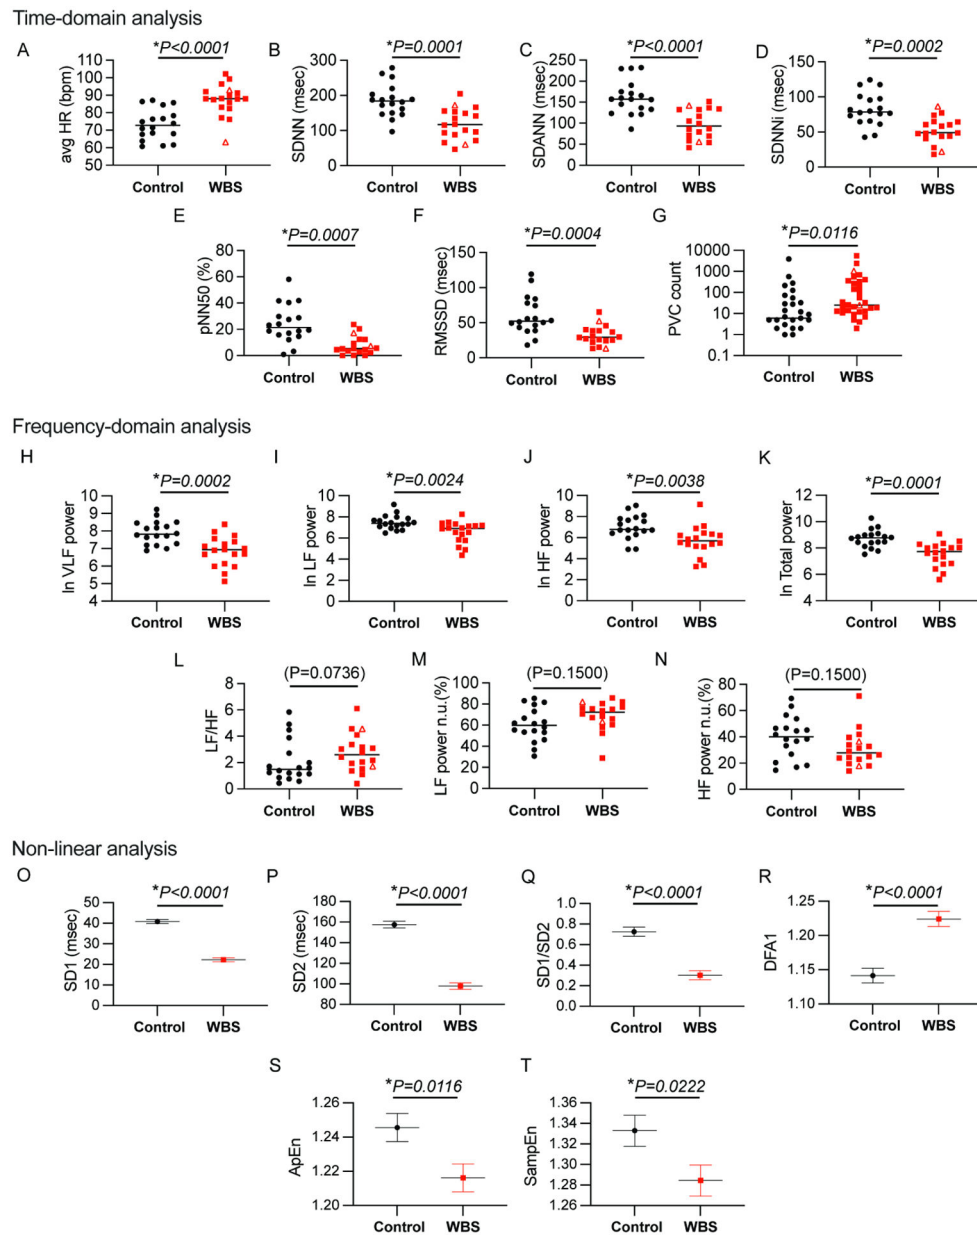 Time-domain analysis
A
*P<0.0001
avg HR (bpm)
110
100
90
80
70
60
50
Control
WBS
B
*P=0.0001
SDNN (msec)
300
200
100
0
Control
WBS
C
*P<0.0001
SDANN (msec)
250
200
150
100
50
0
Control
WBS
D
*P=0.0002
SDNNi (msec)
150
100
50
0
Control
WBS
E
*P=0.0007
pNN50 (%)
80
60
40
20
0
Control
WBS
F
*P=0.0004
RMSSD (msec)
150
100
50
0
Control
WBS
G
*P=0.0116
PVC count
10000
1000
100
10
1
0.1
Control
WBS
Frequency-domain analysis
H
*P=0.0002
ln VLF power
10
9
8
7
6
5
4
Control
WBS
I
*P=0.0024
ln LF power
10
8
6
4
2
0
Control
WBS
J
*P=0.0038
ln HF power
10
8
6
4
2
0
Control
WBS
K
*P=0.0001
ln Total power
12
10
8
6
4
Control
WBS
L
(P=0.0736)
LF/HF
8
6
4
2
0
Control
WBS
M
(P=0.1500)
LF power n.u.(%)
100
50
0
Control
WBS
N
(P=0.1500)
HF power n.u.(%)
80
60
40
20
0
Control
WBS
Non-linear analysis
O
*P<0.0001
SD1 (msec)
50
40
30
20
10
0
Control
WBS
P
*P<0.0001
SD2 (msec)
180
160
140
120
100
80
Control
WBS
Q
*P<0.0001
SD1/SD2
1.0
0.8
0.6
0.4
0.2
0.0
Control
WBS
R
*P<0.0001
DFA1
1.25
1.20
1.15
1.10
Control
WBS
S
*P=0.0116
ApEn
1.26
1.24
1.22
1.20
Control
WBS
T
*P=0.0222
SampEn
1.36
1.34
1.32
1.30
1.28
1.26
Control
WBS